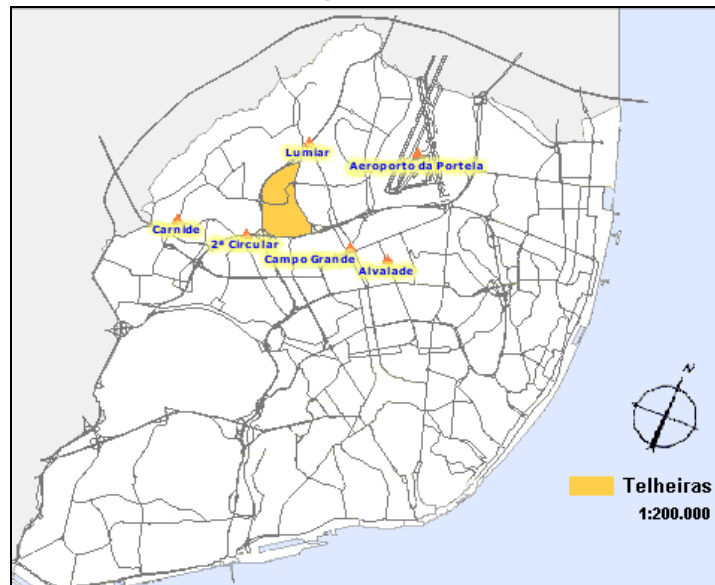 Lumiar
Aeroporto da Portela
Carnide
2ª Circular
Campo Grande
Alvalade
N
Telheiras
1:200.000